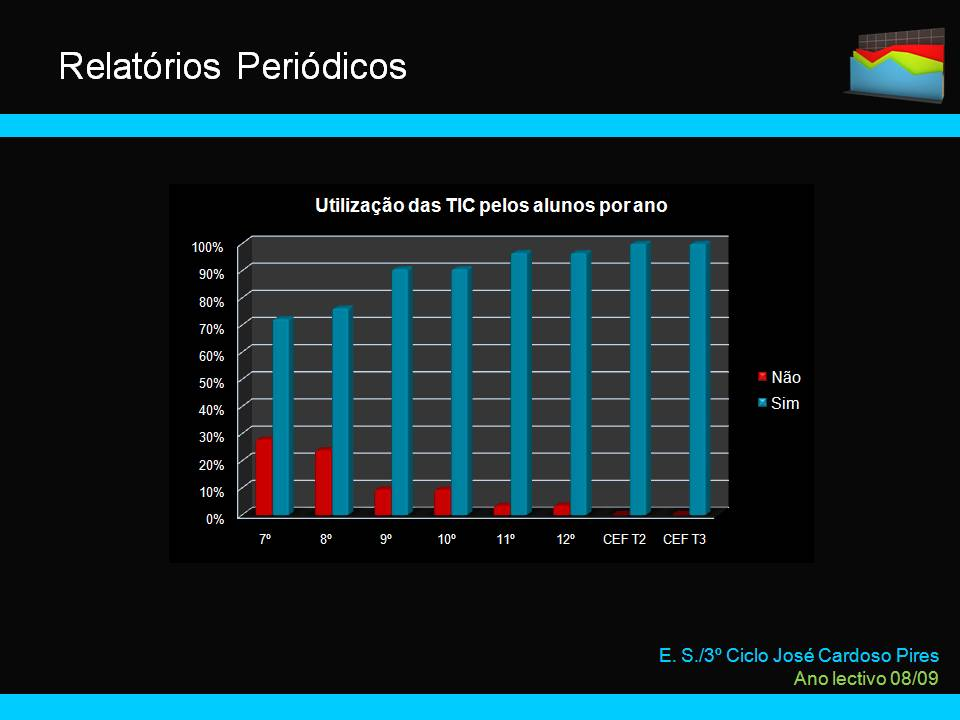 Relatórios Periódicos
Utilização das TIC pelos alunos por ano
100%
90%
80%
70%
60%
50%
40%
30%
20%
10%
0%
7º 8º 9º 10º 11º 12º CEF T2 CEF T3
Não
Sim
E. S./3º Ciclo José Cardoso Pires
Ano lectivo 08/09